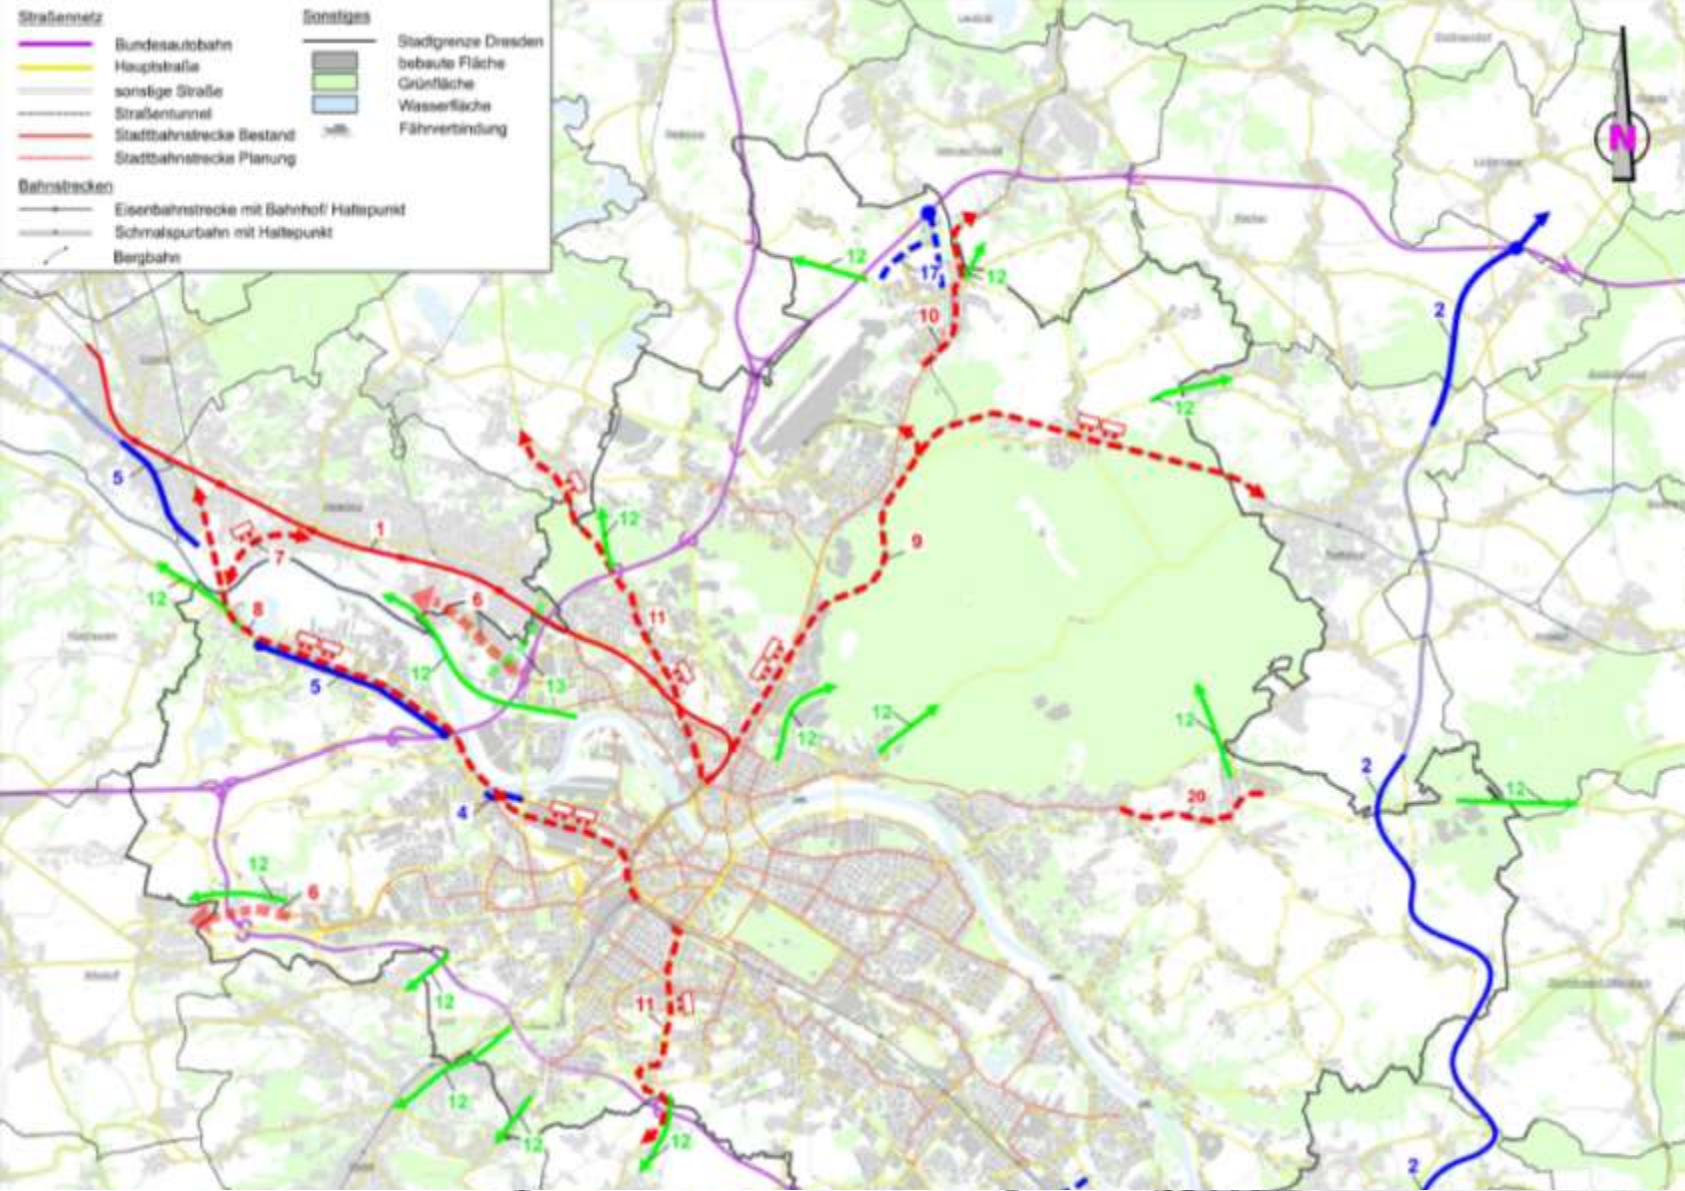 Straßennetz
Bundesautobahn
Hauptstraße
sonstige Straße
Straßentunnel
Stadtbahnstrecke Bestand
Stadtbahnstrecke Planung
Bahnstrecken
Eisenbahnstrecke mit Bahnhof/ Haltepunkt
Schmalspurbahn mit Haltepunkt
Bergbahn
Sonstiges
Stadtgrenze Dresden
bebaute Fläche
Grünfläche
Wasserfläche
Fährverbindung
N
12
17
12
10
2
12
5
12
1
9
7
6
11
12
8
12
13
5
12
12
12
2
4
20
12
12
6
12
11
12
12
12
2